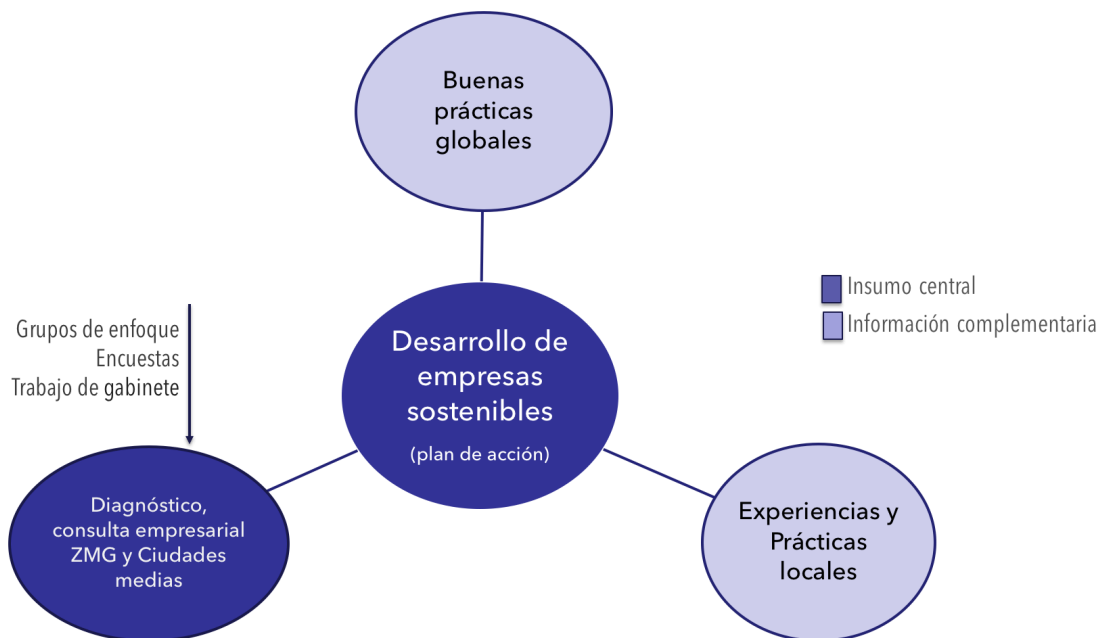 Buenas
prácticas
globales
Insumo central
Información complementaria
Grupos de enfoque
Encuestas
Trabajo de gabinete
Desarrollo de
empresas
sostenibles
(plan de acción)
Diagnóstico,
consulta empresarial
ZMG y Ciudades
medias
Experiencias y
Prácticas
locales